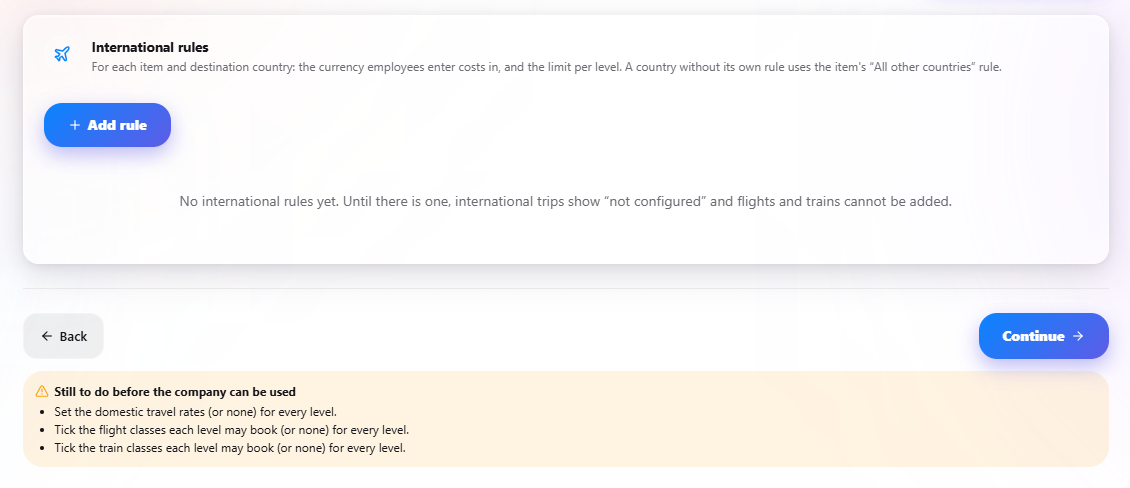 International rules
For each item and destination country: the currency employees enter costs in, and the limit per level. A country without its own rule uses the item's “All other countries” rule.
+ Add rule
No international rules yet. Until there is one, international trips show “not configured” and flights and trains cannot be added.
← Back
Continue →
Still to do before the company can be used
• Set the domestic travel rates (or none) for every level.
• Tick the flight classes each level may book (or none) for every level.
• Tick the train classes each level may book (or none) for every level.